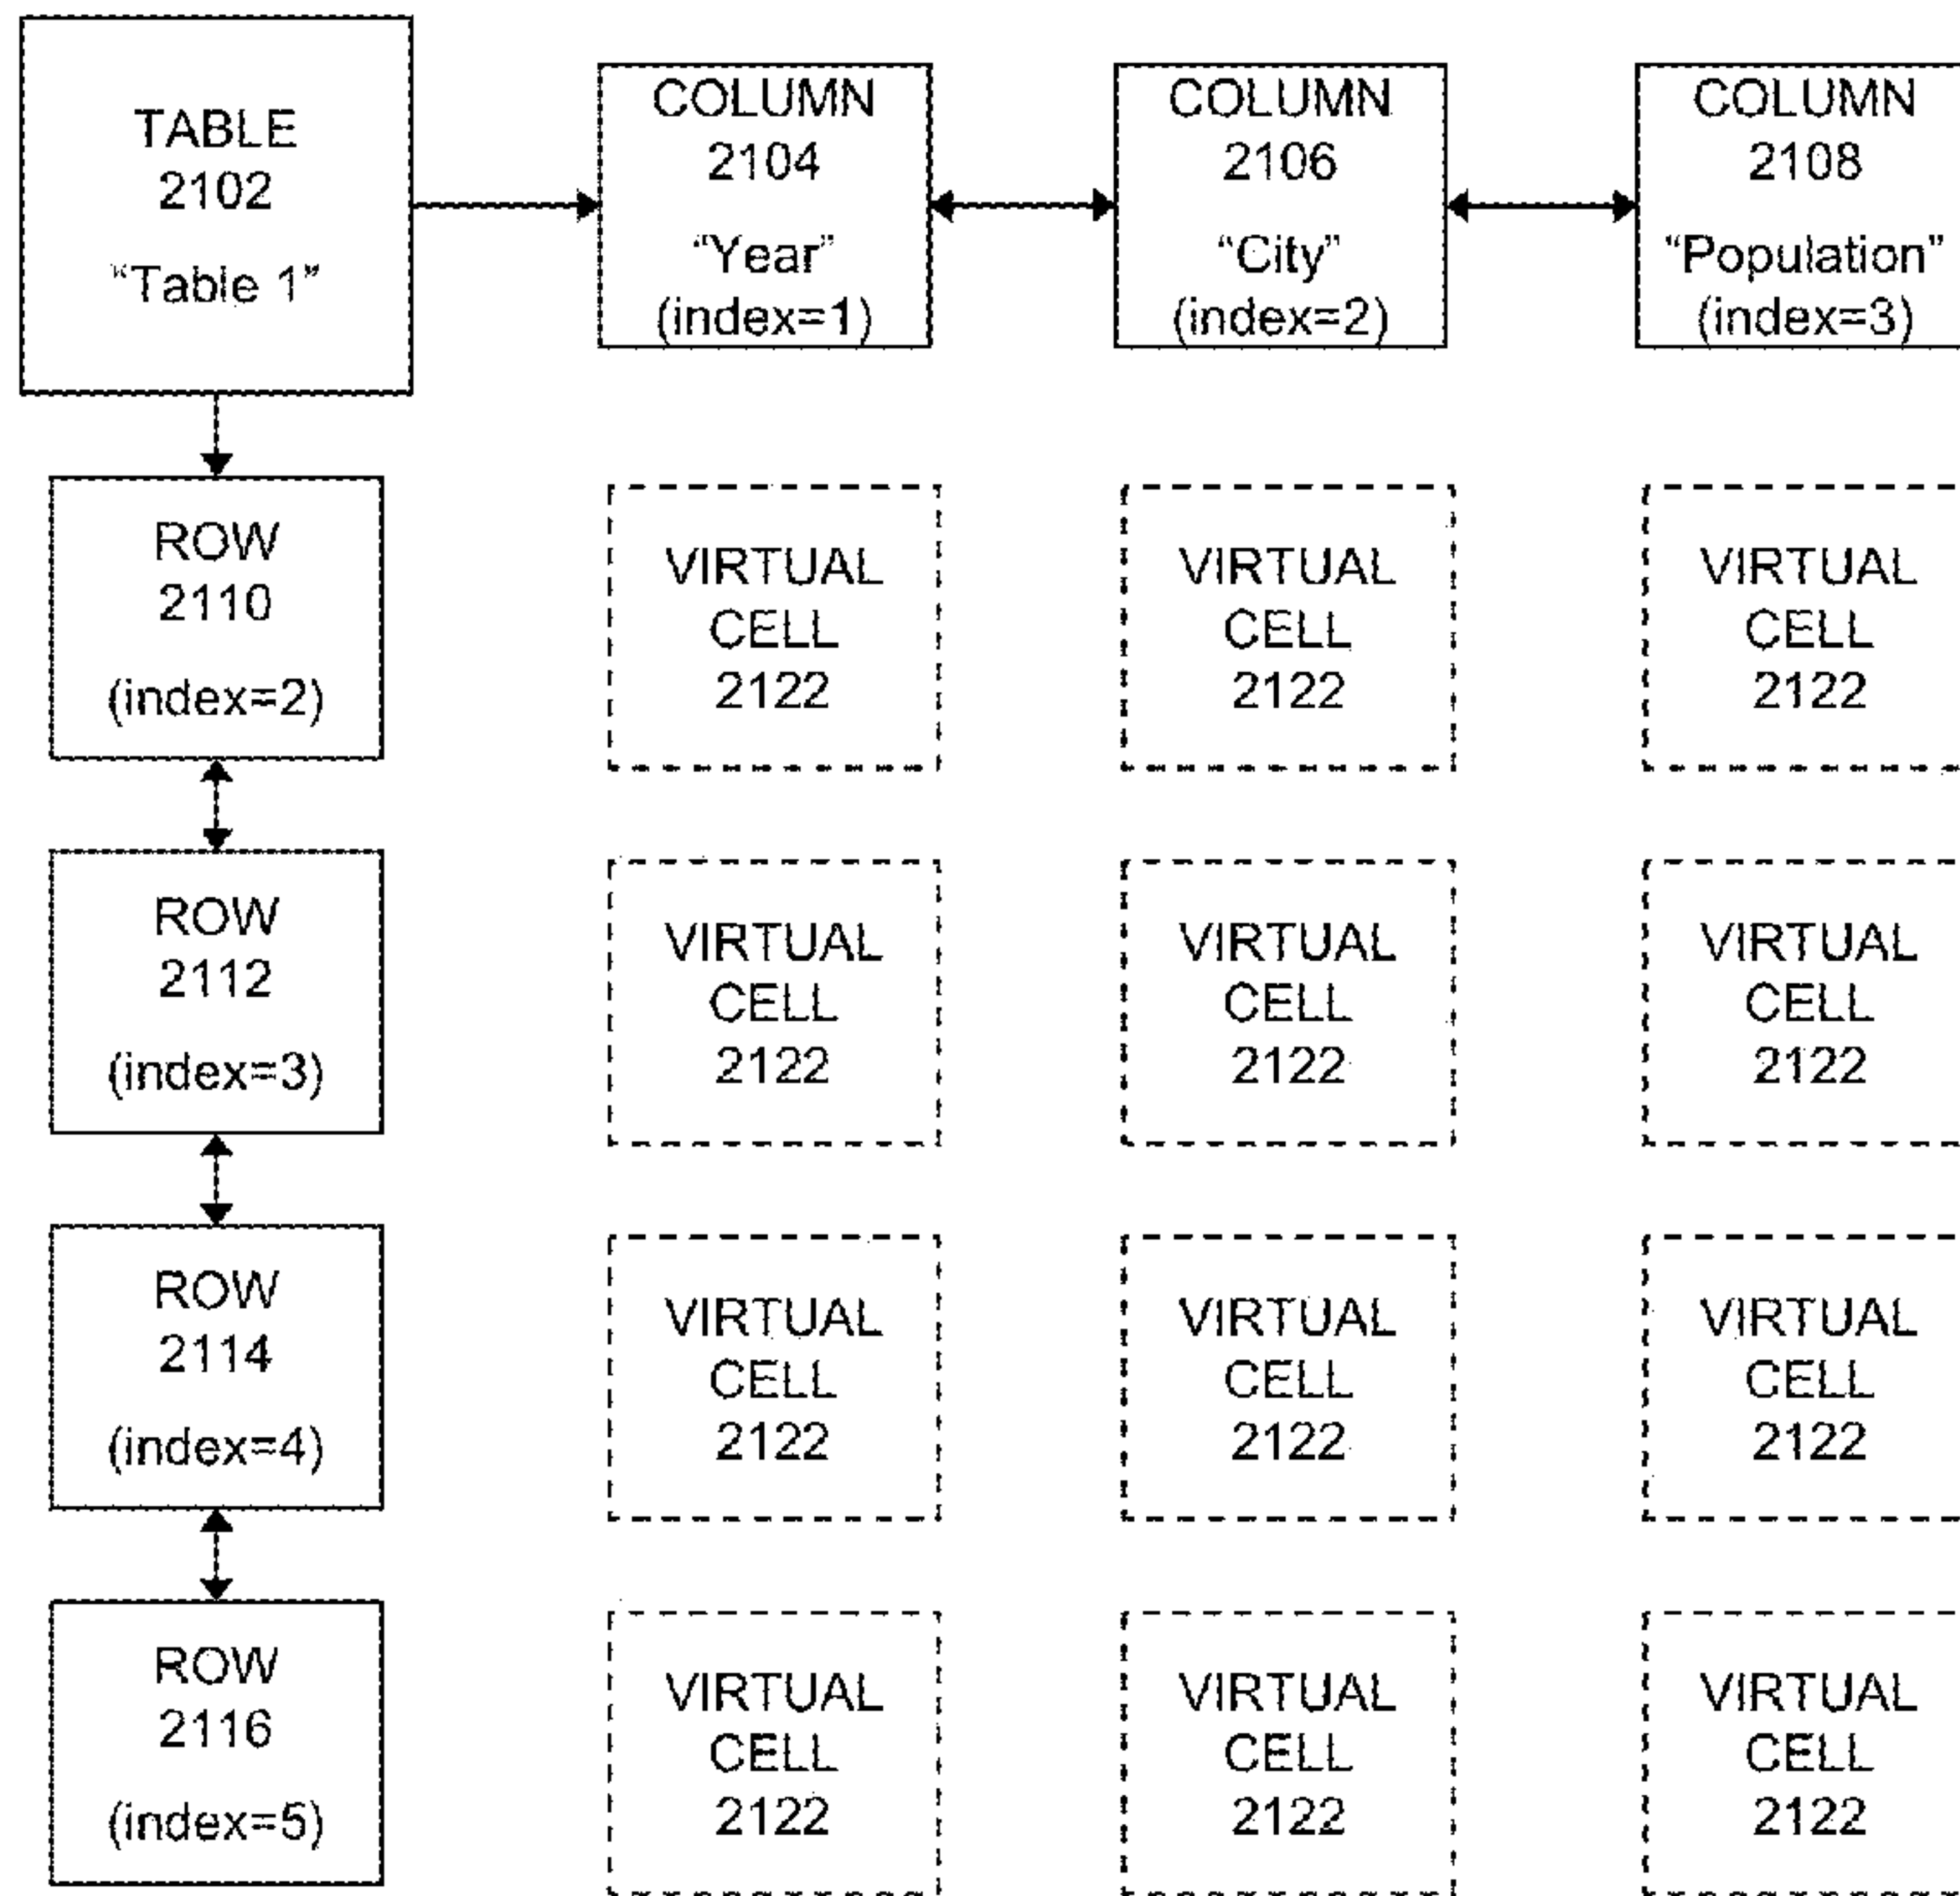 TABLE
2102
“Table 1”
COLUMN
2104
“Year”
(index=1)
COLUMN
2106
“City”
(index=2)
COLUMN
2108
“Population”
(index=3)
ROW
2110
(index=2)
VIRTUAL
CELL
2122
VIRTUAL
CELL
2122
VIRTUAL
CELL
2122
ROW
2112
(index=3)
VIRTUAL
CELL
2122
VIRTUAL
CELL
2122
VIRTUAL
CELL
2122
ROW
2114
(index=4)
VIRTUAL
CELL
2122
VIRTUAL
CELL
2122
VIRTUAL
CELL
2122
ROW
2116
(index=5)
VIRTUAL
CELL
2122
VIRTUAL
CELL
2122
VIRTUAL
CELL
2122